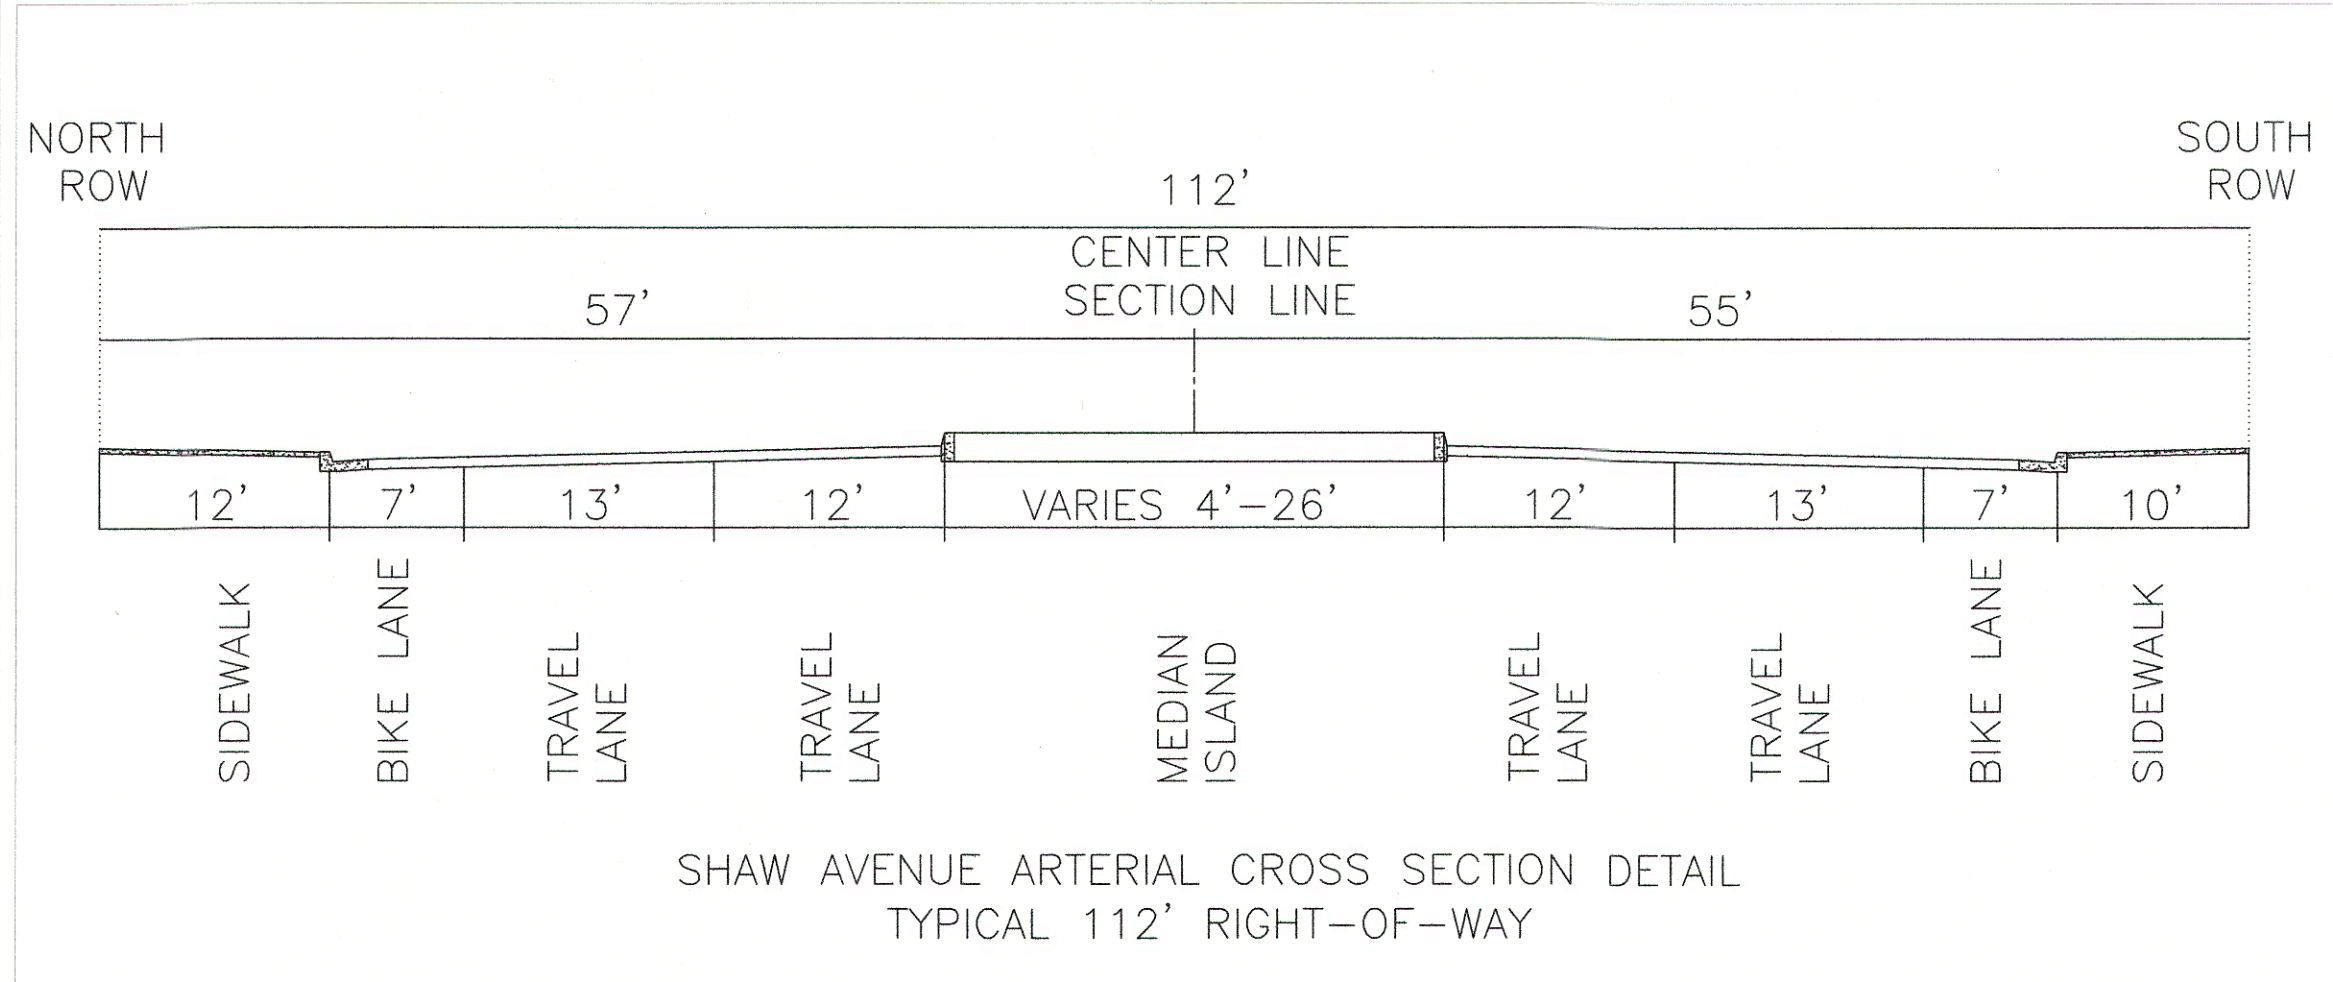 NORTH
ROW
SOUTH
ROW
112’
CENTER LINE
SECTION LINE
57’
55’
12’
7’
13’
12’
VARIES 4’–26’
12’
13’
7’
10’
SIDEWALK
BIKE LANE
TRAVEL
LANE
TRAVEL
LANE
MEDIAN
ISLAND
TRAVEL
LANE
TRAVEL
LANE
BIKE LANE
SIDEWALK
SHAW AVENUE ARTERIAL CROSS SECTION DETAIL
TYPICAL 112’ RIGHT–OF–WAY